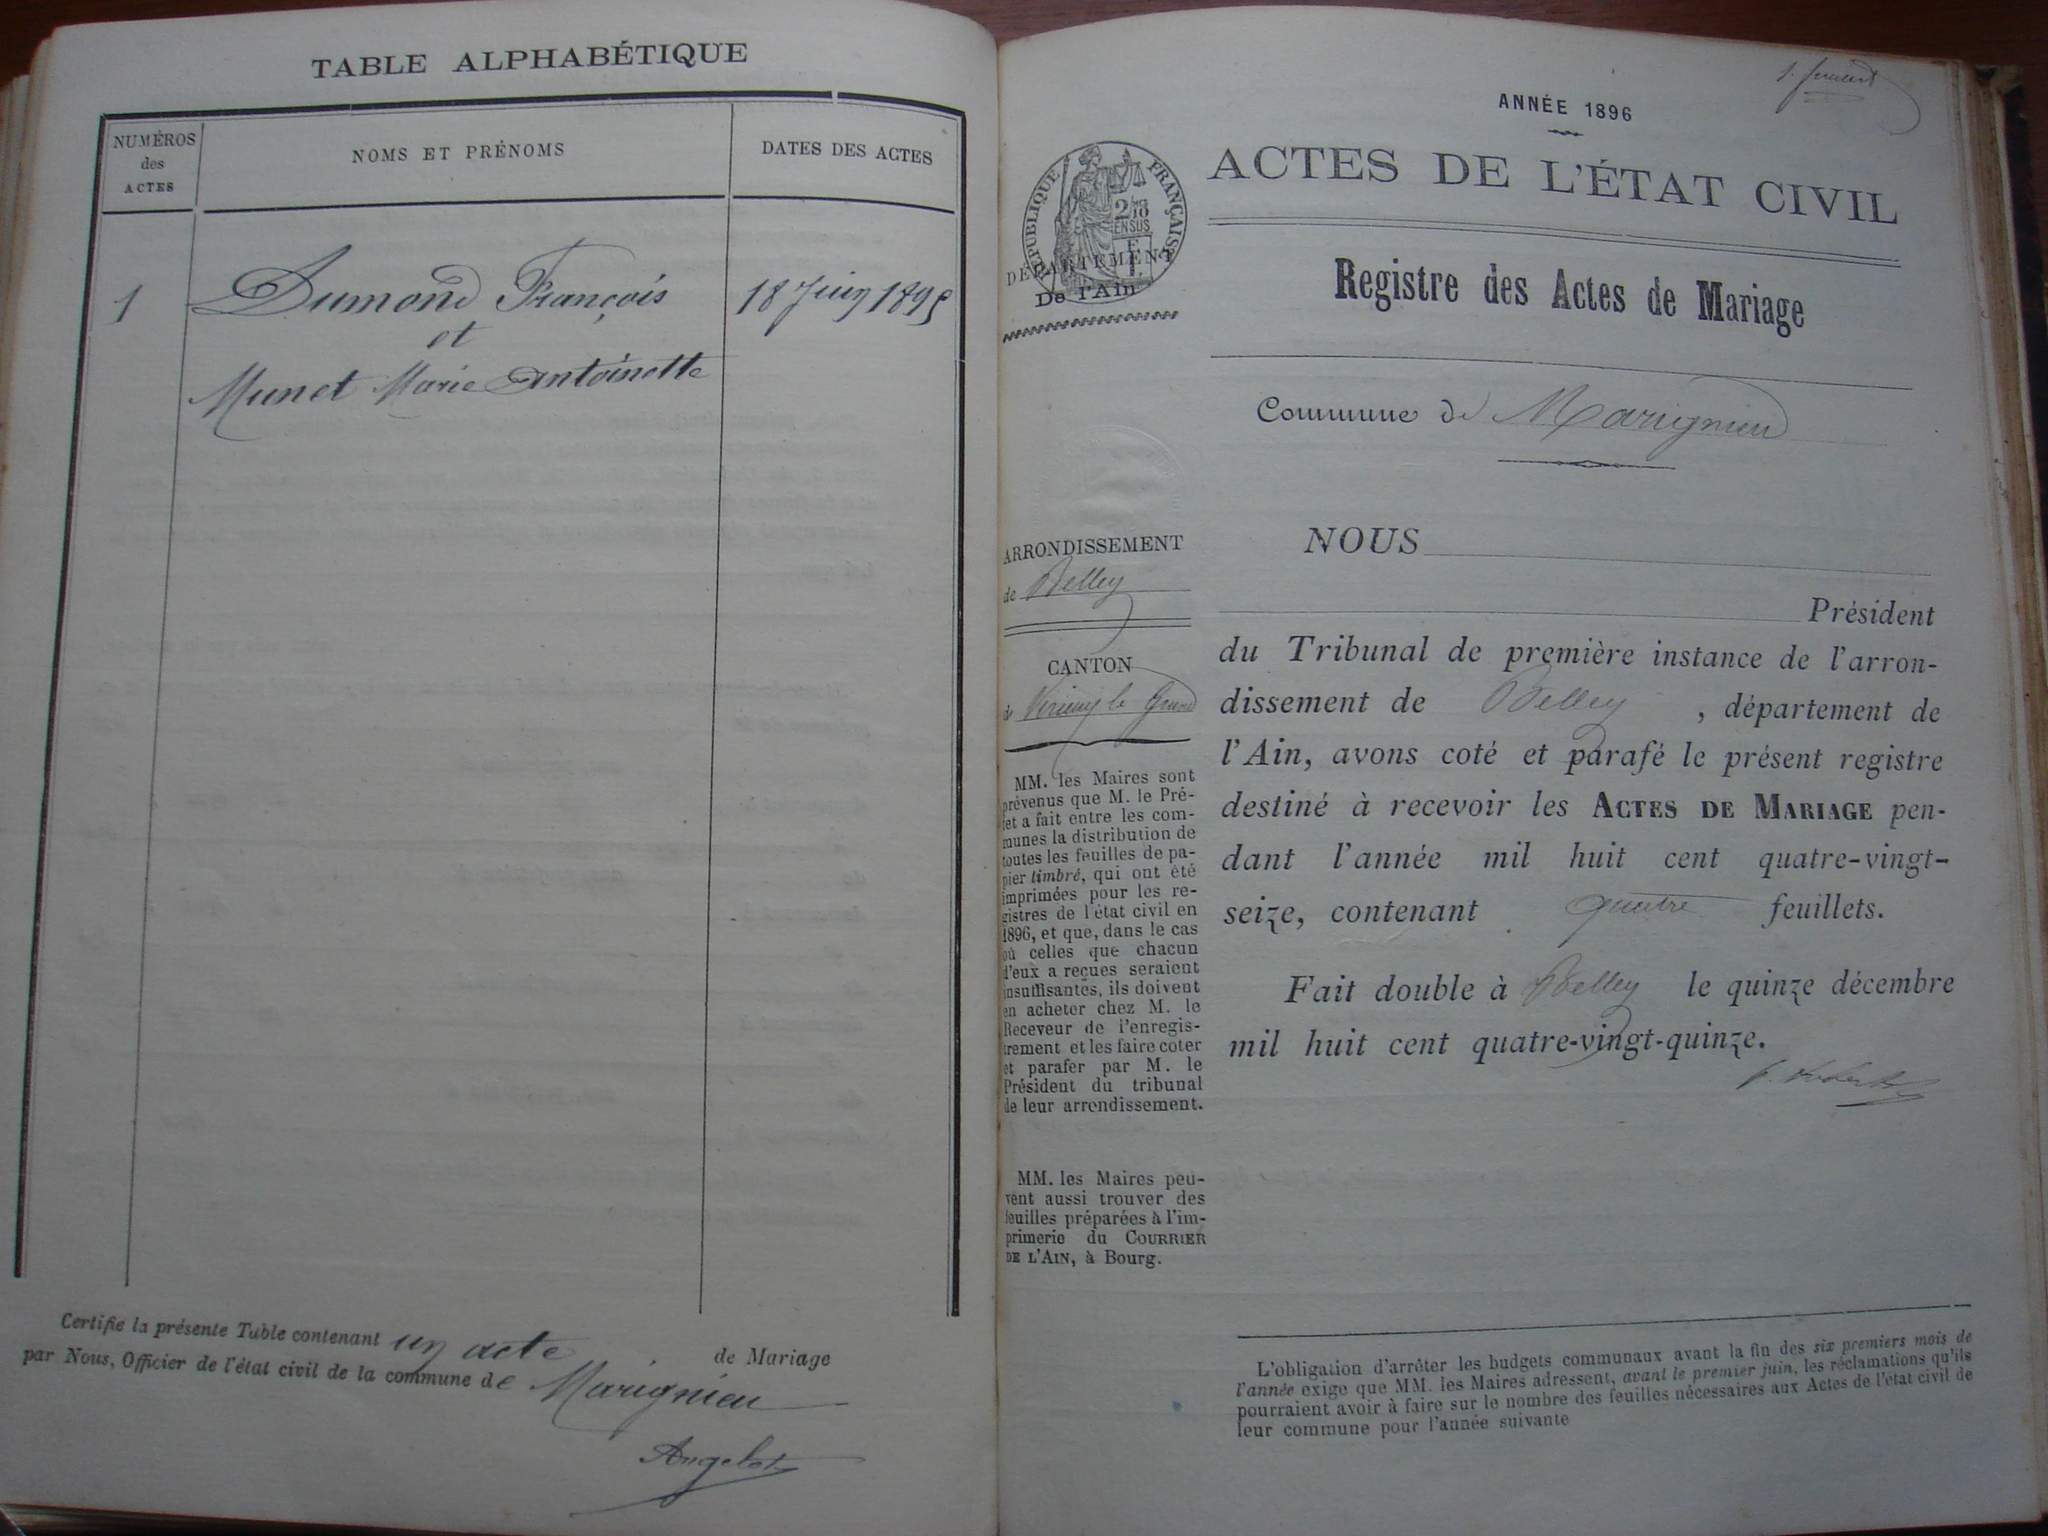 TABLE ALPHABÉTIQUE
NUMÉROS
des
ACTES
NOMS ET PRÉNOMS
DATES DES ACTES
1
Dumond François
18 Juin 1895
et
Munet Marie Antoinette
Certifie la présente Table contenant un acte de Mariage
par Nous, Officier de l'état civil de la commune de Marignieu
Angelot
ANNÉE 1896
ACTES DE L'ÉTAT CIVIL
RÉPUBLIQUE FRANÇAISE
2/10
EN SUS
DÉPARTEMENT
De l'Ain
Registre des Actes de Mariage
Commune de Marignieu
ARRONDISSEMENT
de Belley
CANTON
de Virieu le Grand
MM. les Maires sont
prévenus que M. le Pré-
fet a fait entre les com-
munes la distribution de
toutes les feuilles de pa-
pier timbré, qui ont été
imprimées pour les re-
gistres de l'état civil en
1896, et que, dans le cas
où celles que chacun
d'eux a reçues seraient
insuffisantes, ils doivent
en acheter chez M. le
Receveur de l'enregis-
trement et les faire coter
et parafer par M. le
Président du tribunal
de leur arrondissement.
MM. les Maires peu-
vent aussi trouver des
feuilles préparées à l'im-
primerie du COURRIER
DE L'AIN, à Bourg.
NOUS
Président
du Tribunal de première instance de l'arron-
dissement de Belley, département de
l'Ain, avons coté et parafé le présent registre
destiné à recevoir les ACTES DE MARIAGE pen-
dant l'année mil huit cent quatre-vingt-
seize, contenant quatre feuillets.
Fait double à Belley le quinze décembre
mil huit cent quatre-vingt-quinze.
L'obligation d'arrêter les budgets communaux avant la fin des six premiers mois de
l'année exige que MM. les Maires adressent, avant le premier juin, les réclamations qu'ils
pourraient avoir à faire sur le nombre des feuilles nécessaires aux Actes de l'état civil de
leur commune pour l'année suivante